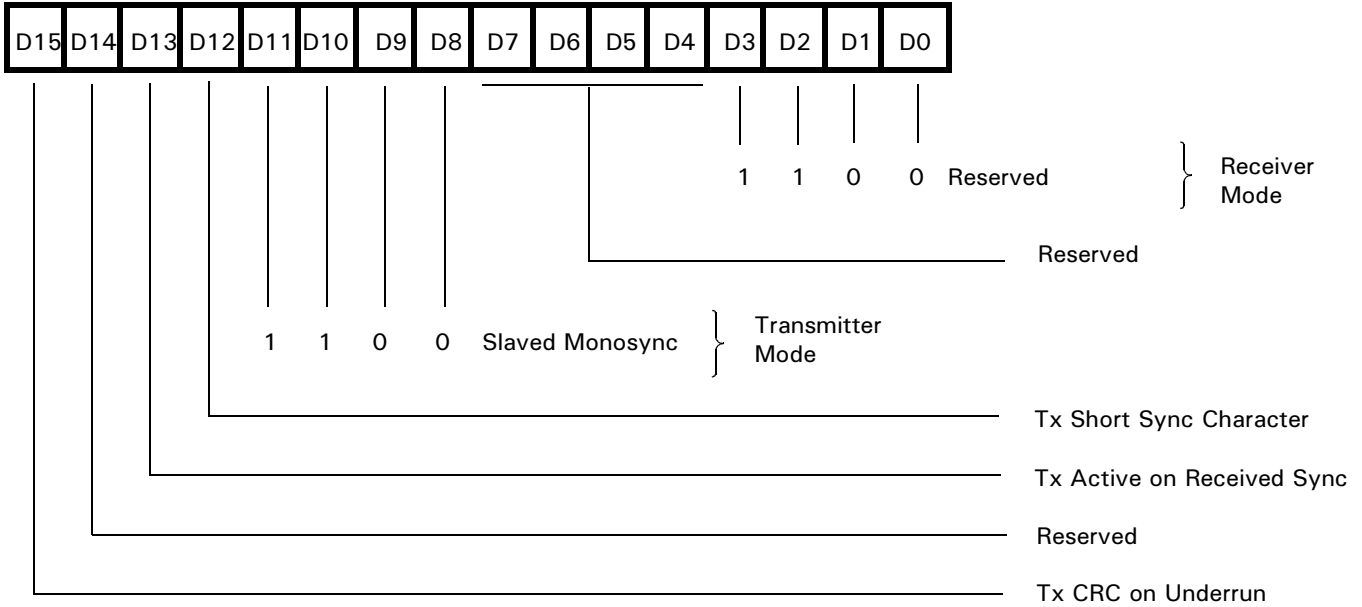 D15 D14 D13 D12 D11 D10 D9 D8 D7 D6 D5 D4 D3 D2 D1 D0
1 1 0 0 Reserved
Receiver
Mode
Reserved
1 1 0 0 Slaved Monosync
Transmitter
Mode
Tx Short Sync Character
Tx Active on Received Sync
Reserved
Tx CRC on Underrun